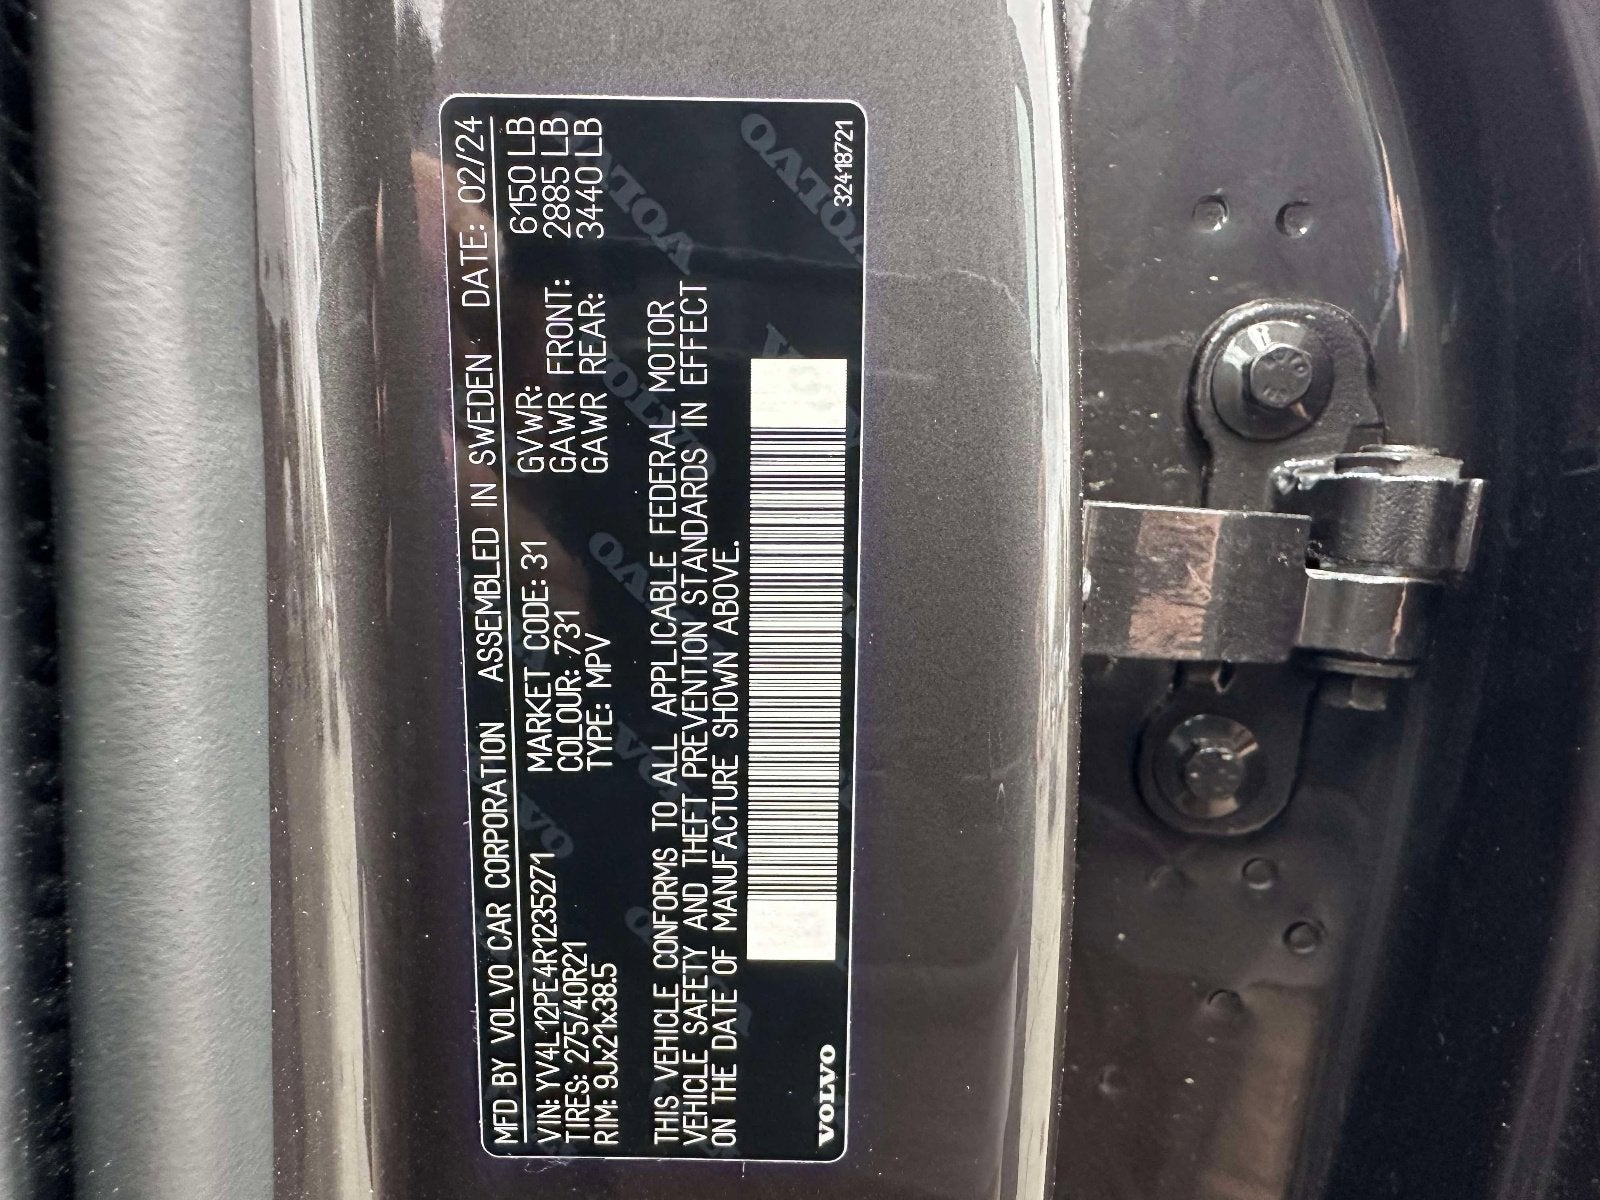 MFD BY VOLVO CAR CORPORATION ASSEMBLED IN SWEDEN DATE: 02/24
VIN: YV4L12PE4R1235271 MARKET CODE: 31 GVWR: 6150 LB
TIRES: 275/40R21 COLOUR: 731 GAWR FRONT: 2885 LB
RIM: 9Jx21x38.5 TYPE: MPV GAWR REAR: 3440 LB
THIS VEHICLE CONFORMS TO ALL APPLICABLE FEDERAL MOTOR
VEHICLE SAFETY AND THEFT PREVENTION STANDARDS IN EFFECT
ON THE DATE OF MANUFACTURE SHOWN ABOVE.
VOLVO 32418721